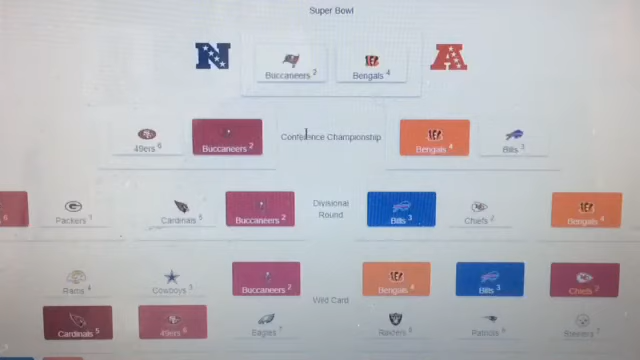 Super Bowl
N
A
Buccaneers 2
Bengals 4
49ers 6
Buccaneers 2
Conference Championship
Bengals 4
Bills 3
6
Packers 1
Cardinals 5
Buccaneers 2
Divisional
Round
Bills 3
Chiefs 2
Bengals 4
Rams 4
Cowboys 3
Buccaneers 2
Wild Card
Bengals 4
Bills 3
Chiefs 2
Cardinals 5
49ers 6
Eagles 7
Raiders
Patriots
Steelers 7